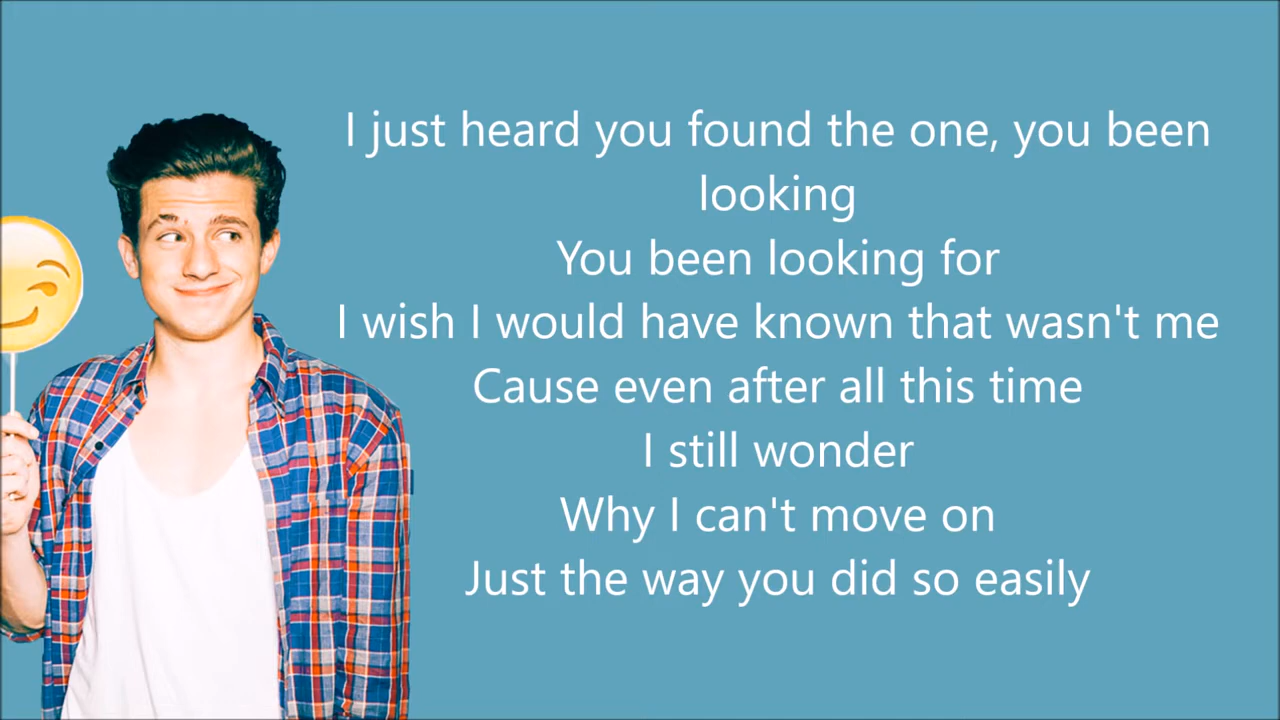 I just heard you found the one, you been
looking
You been looking for
I wish I would have known that wasn't me
Cause even after all this time
I still wonder
Why I can't move on
Just the way you did so easily